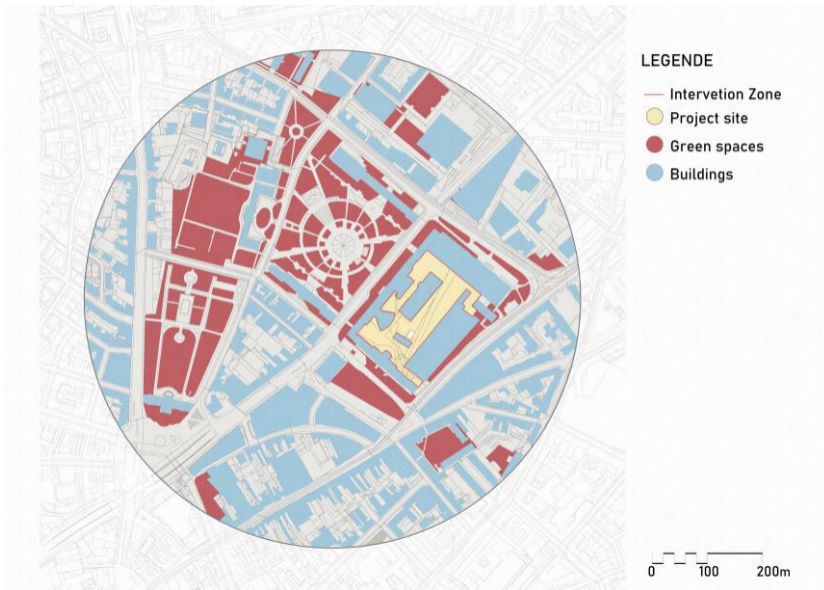 LEGENDE
Intervetion Zone
Project site
Green spaces
Buildings
0 100 200m